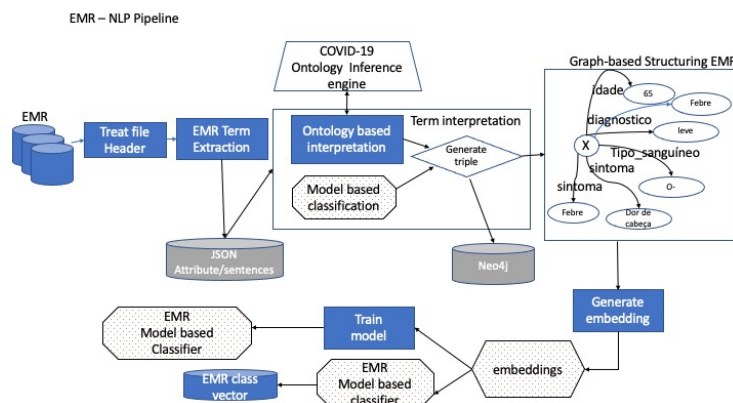 EMR – NLP Pipeline
COVID-19
Ontology Inference
engine
Graph-based Structuring EMR
EMR
Treat file
Header
EMR Term
Extraction
Term interpretation
Ontology based
interpretation
Generate
triple
Model based
classification
idade
65
Febre
diagnostico
leve
X
Tipo_sanguíneo
sintoma
O-
sintoma
Febre
Dor de
cabeça
JSON
Attribute/sentences
Neo4j
Generate
embedding
EMR
Model based
Classifier
Train
model
embeddings
EMR class
vector
EMR
Model based
classifier